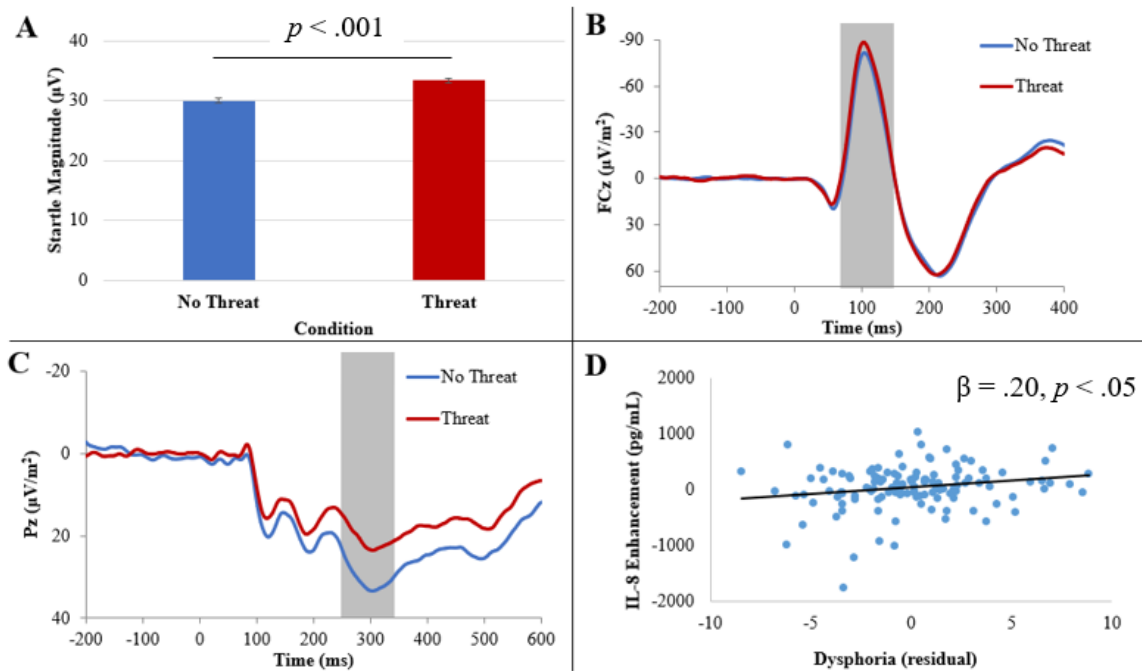 A
p < .001
Startle Magnitude (μV)
40
30
20
10
0
No Threat
Threat
Condition
B
FCz (μV/m²)
-90
-60
-30
0
30
60
No Threat
Threat
-200 -100 0 100 200 300 400
Time (ms)
C
Pz (μV/m²)
-20
0
20
40
No Threat
Threat
-200 -100 0 100 200 300 400 500 600
Time (ms)
D
β = .20, p < .05
IL-8 Enhancement (pg/mL)
2000
1000
0
-1000
-2000
-10 -5 0 5 10
Dysphoria (residual)